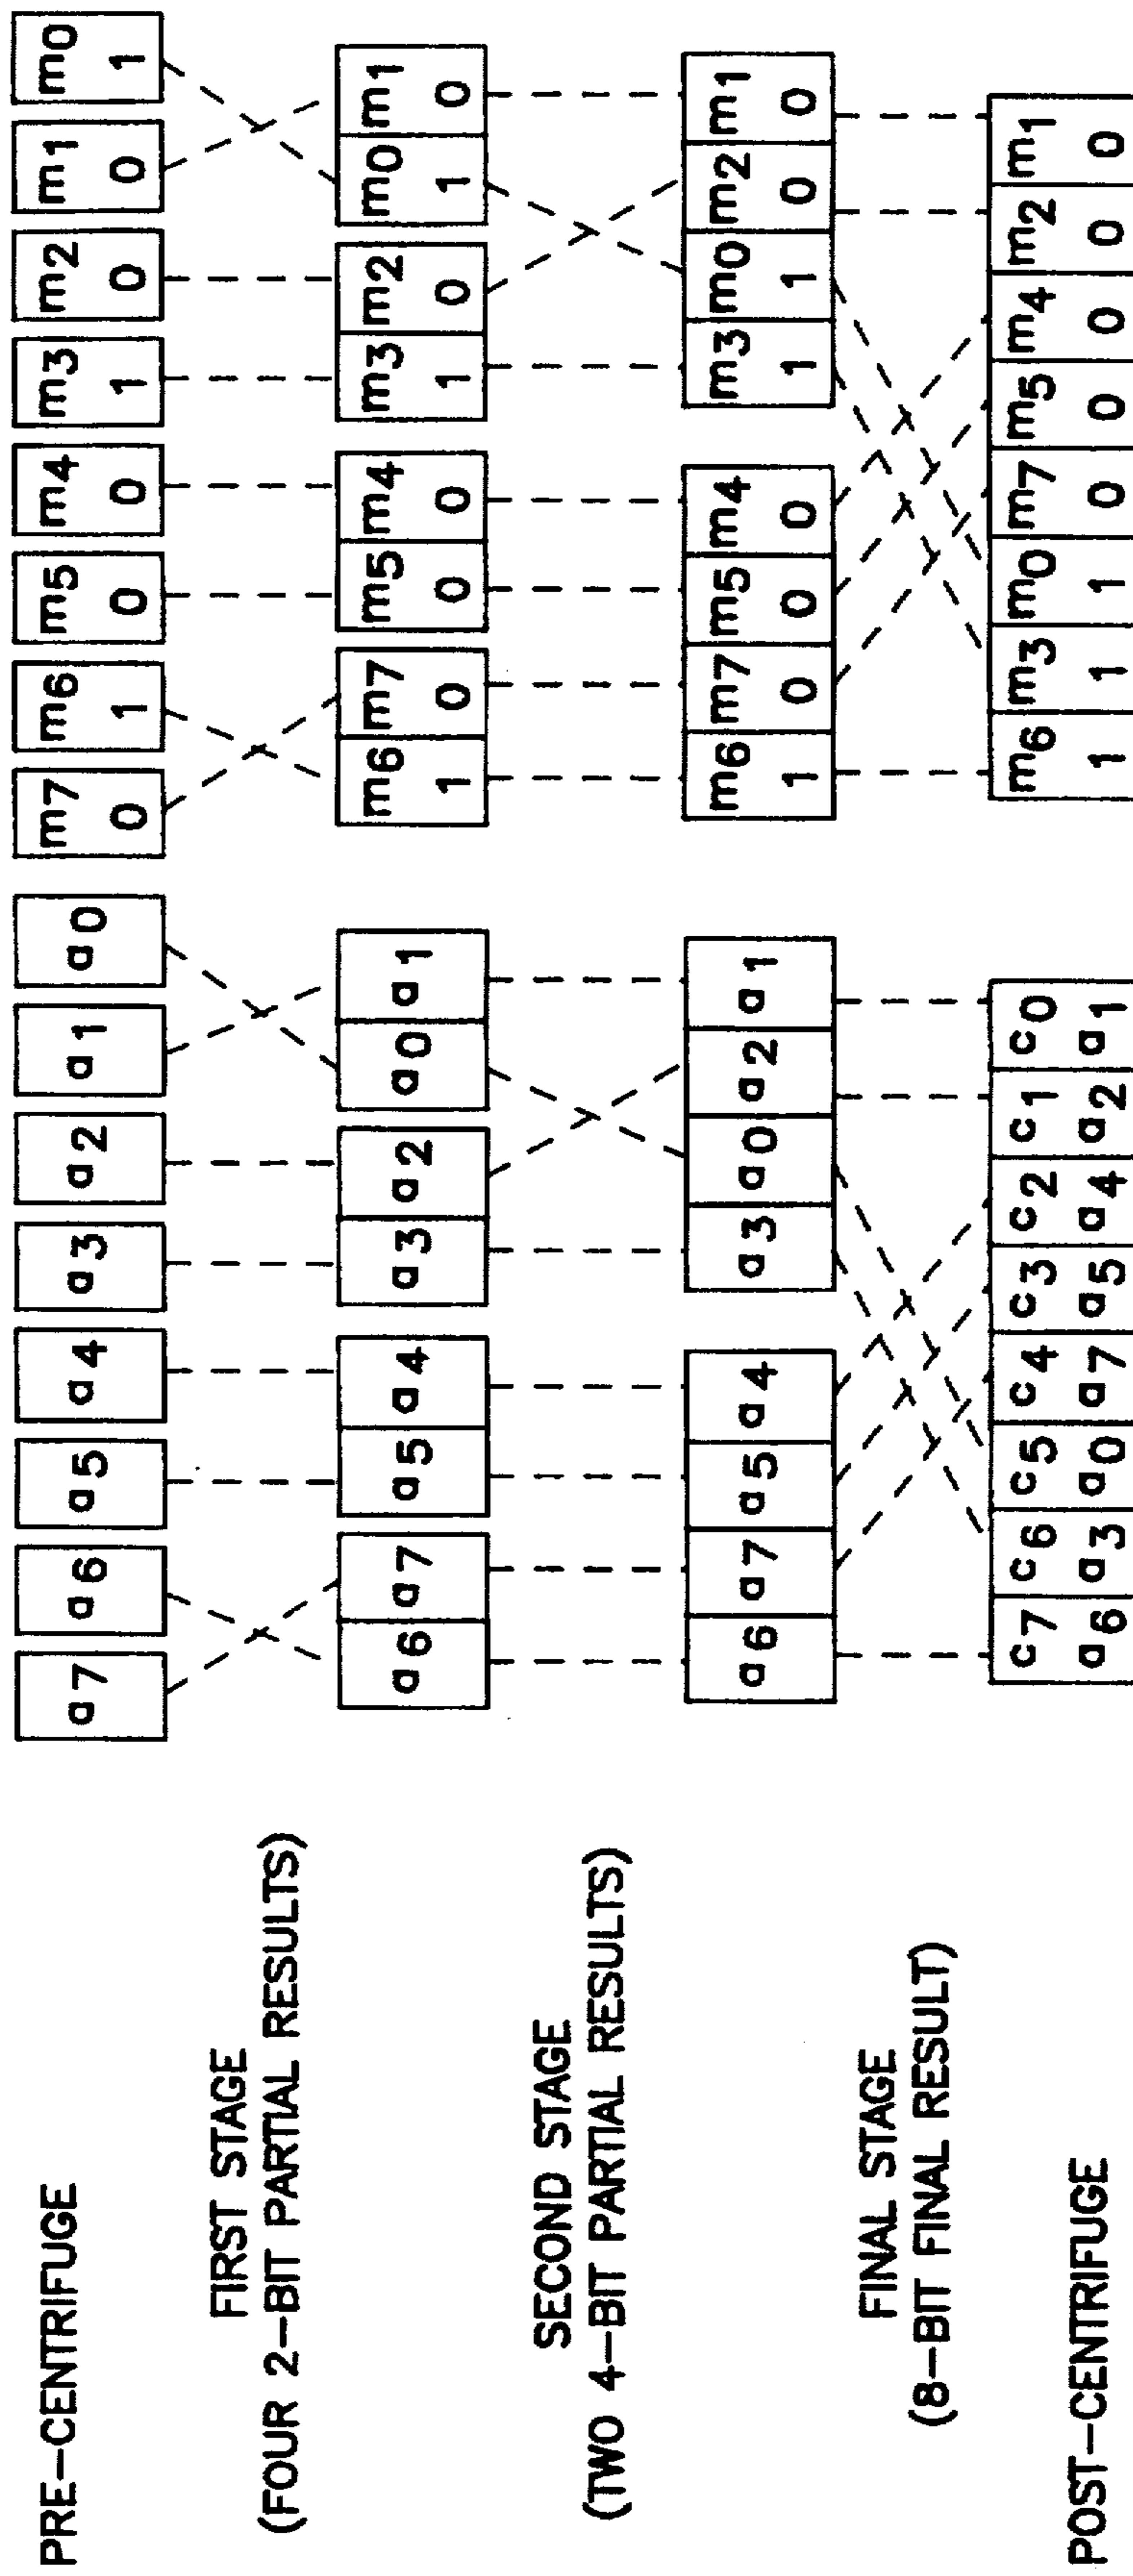 PRE-CENTRIFUGE
a7 a6 a5 a4 a3 a2 a1 a0 m7 m6 m5 m4 m3 m2 m1 m0
0 1 0 0 1 0 0 1
FIRST STAGE
(FOUR 2-BIT PARTIAL RESULTS)
a6 a7 a5 a4 a3 a2 a0 a1 m6 m7 m5 m4 m3 m2 m0 m1
1 0 0 0 1 0 1 0
SECOND STAGE
(TWO 4-BIT PARTIAL RESULTS)
a6 a7 a5 a4 a3 a0 a2 a1 m6 m7 m5 m4 m3 m0 m2 m1
1 0 0 0 1 1 0 0
FINAL STAGE
(8-BIT FINAL RESULT)
POST-CENTRIFUGE
c7 c6 c5 c4 c3 c2 c1 c0 m6 m3 m0 m7 m5 m4 m2 m1
a6 a3 a0 a7 a5 a4 a2 a1 1 1 1 0 0 0 0 0